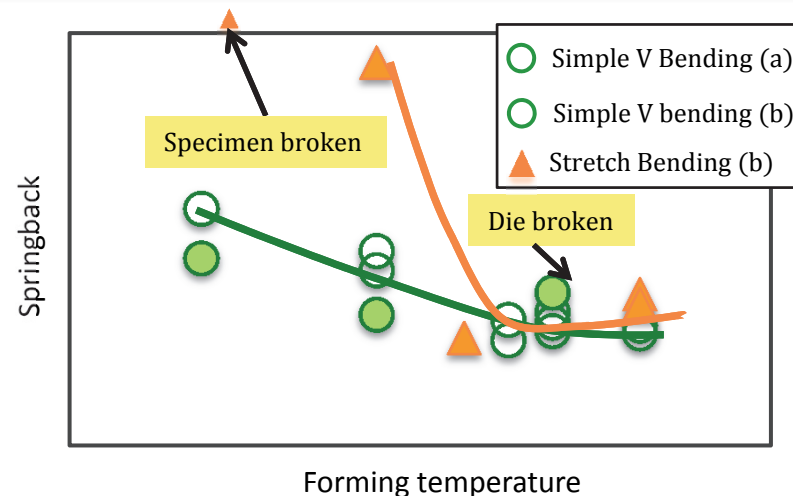 Simple V Bending (a)
Simple V bending (b)
Stretch Bending (b)
Specimen broken
Die broken
Springback
Forming temperature